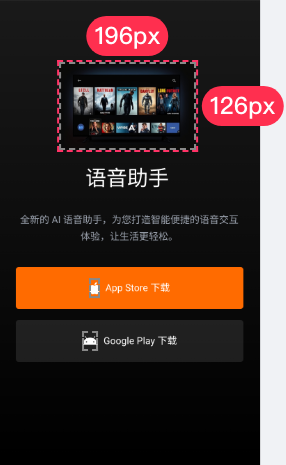 196px
126px
语音助手
全新的 AI 语音助手，为您打造智能便捷的语音交互
体验，让生活更轻松。
App Store 下载
Google Play 下载